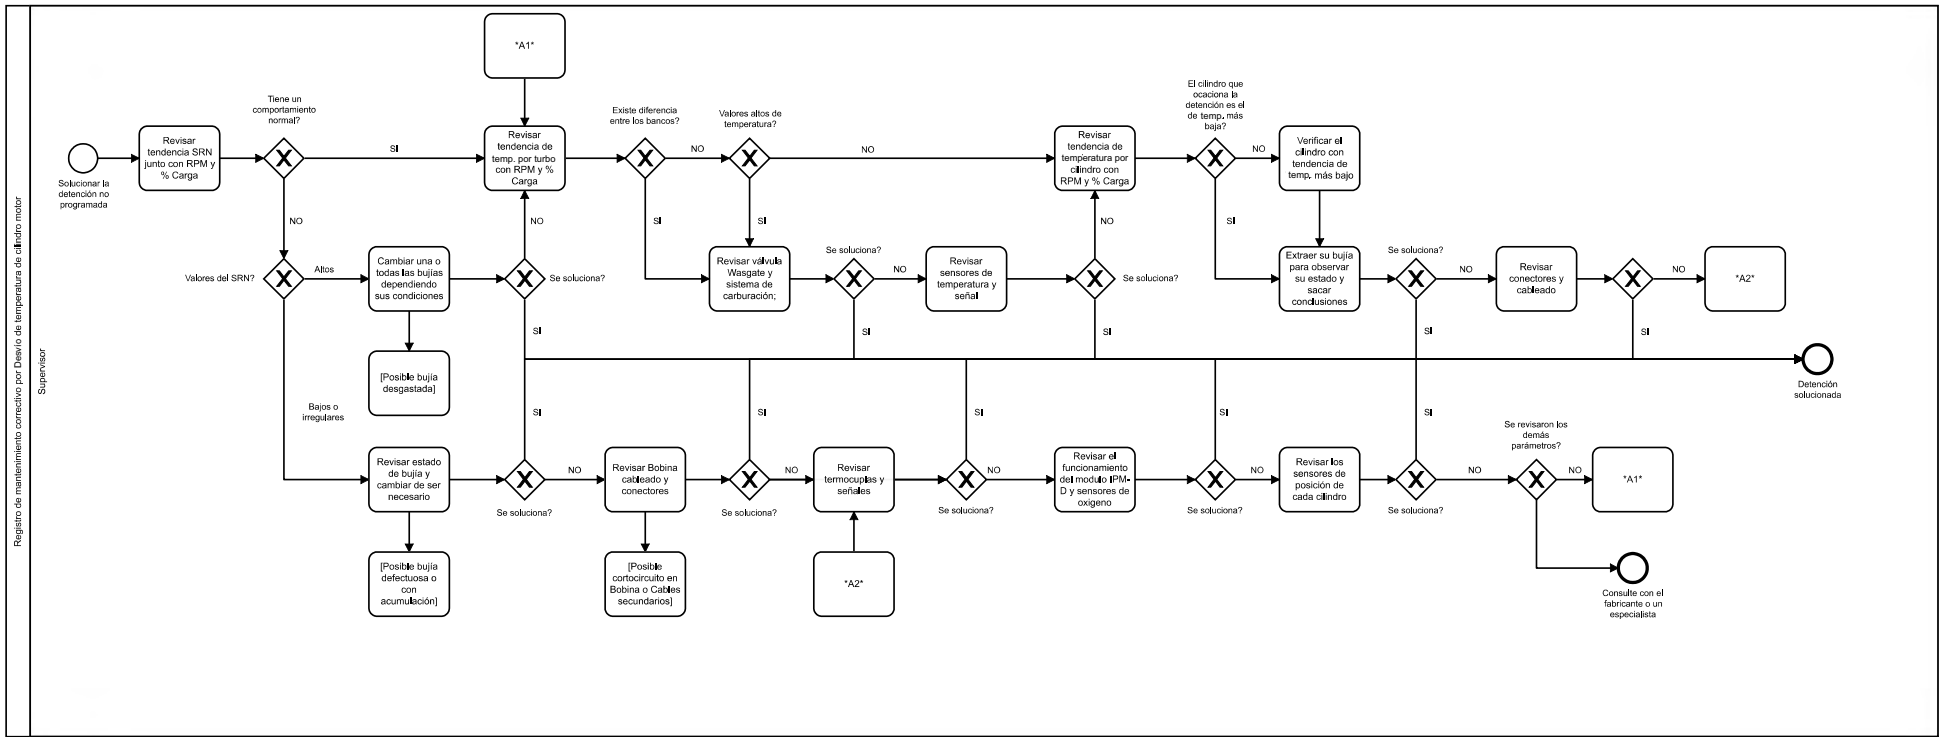 Registro de mantenimiento correctivo por Desvío de temperatura de cilindro motor
Supervisor
*A1*
Solucionar la
detención no
programada
Revisar
tendencia SRN
junto con RPM y
% Carga
Tiene un
comportamiento
normal?
SI
NO
Revisar
tendencia de
temp. por turbo
con RPM y %
Carga
Existe diferencia
entre los bancos?
NO
SI
Valores altos de
temperatura?
NO
SI
Revisar
tendencia de
temperatura por
cilindro con
RPM y % Carga
El cilindro que
ocaciona la
detención es el
de temp. más
baja?
NO
SI
Verificar el
cilindro con
tendencia de
temp. más bajo
Valores del SRN?
Altos
Cambiar una o
todas las bujías
dependiendo
sus condiciones
NO
Se soluciona?
SI
Revisar válvula
Wasgate y
sistema de
carburación;
Se soluciona?
NO
SI
Revisar
sensores de
temperatura y
señal
NO
Se soluciona?
SI
Extraer su bujía
para observar
su estado y
sacar
conclusiones
Se soluciona?
NO
SI
Revisar
conectores y
cableado
NO
SI
*A2*
[Posible bujía
desgastada]
Detención
solucionada
Bajos o
irregulares
Revisar estado
de bujía y
cambiar de ser
necesario
SI
NO
Se soluciona?
Revisar Bobina
cableado y
conectores
SI
NO
Se soluciona?
Revisar
termocuplas y
señales
SI
NO
Se soluciona?
Revisar el
funcionamiento
del modulo IPM-
D y sensores de
oxigeno
SI
NO
Se soluciona?
Revisar los
sensores de
posición de
cada cilindro
SI
NO
Se soluciona?
Se revisaron los
demás
parámetros?
NO
*A1*
SI
[Posible bujía
defectuosa o
con
acumulación]
[Posible
cortocircuito en
Bobina o Cables
secundarios]
*A2*
Consulte con el
fabricante o un
especialista